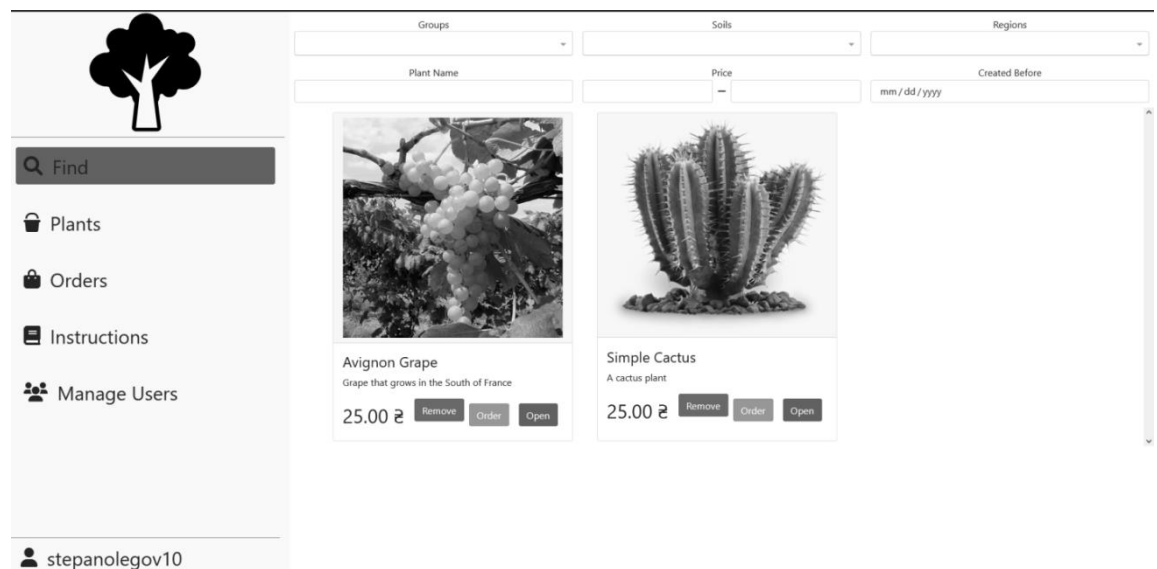 Groups
Soils
Regions
Plant Name
Price
Created Before
–
mm / dd / yyyy
Find
Plants
Orders
Instructions
Manage Users
stepanolegov10
Avignon Grape
Grape that grows in the South of France
25.00 ₴ Remove Order Open
Simple Cactus
A cactus plant
25.00 ₴ Remove Order Open